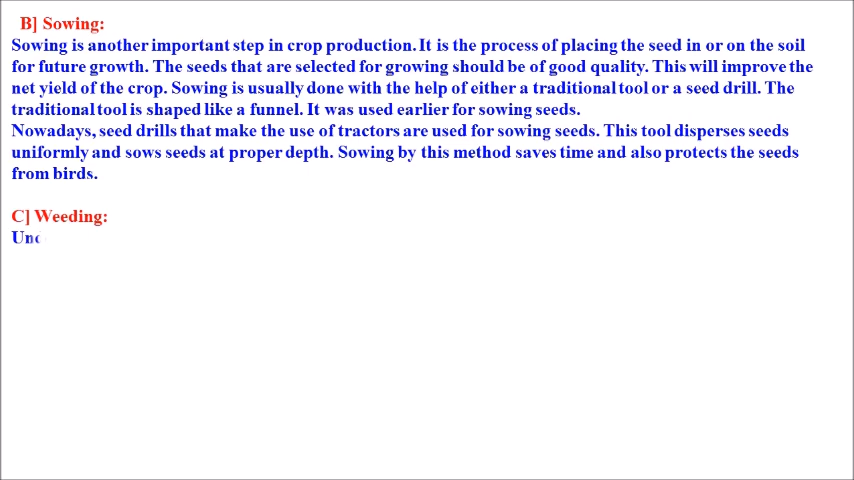 B] Sowing:
Sowing is another important step in crop production. It is the process of placing the seed in or on the soil
for future growth. The seeds that are selected for growing should be of good quality. This will improve the
net yield of the crop. Sowing is usually done with the help of either a traditional tool or a seed drill. The
traditional tool is shaped like a funnel. It was used earlier for sowing seeds.
Nowadays, seed drills that make the use of tractors are used for sowing seeds. This tool disperses seeds
uniformly and sows seeds at proper depth. Sowing by this method saves time and also protects the seeds
from birds.
C] Weeding:
Un